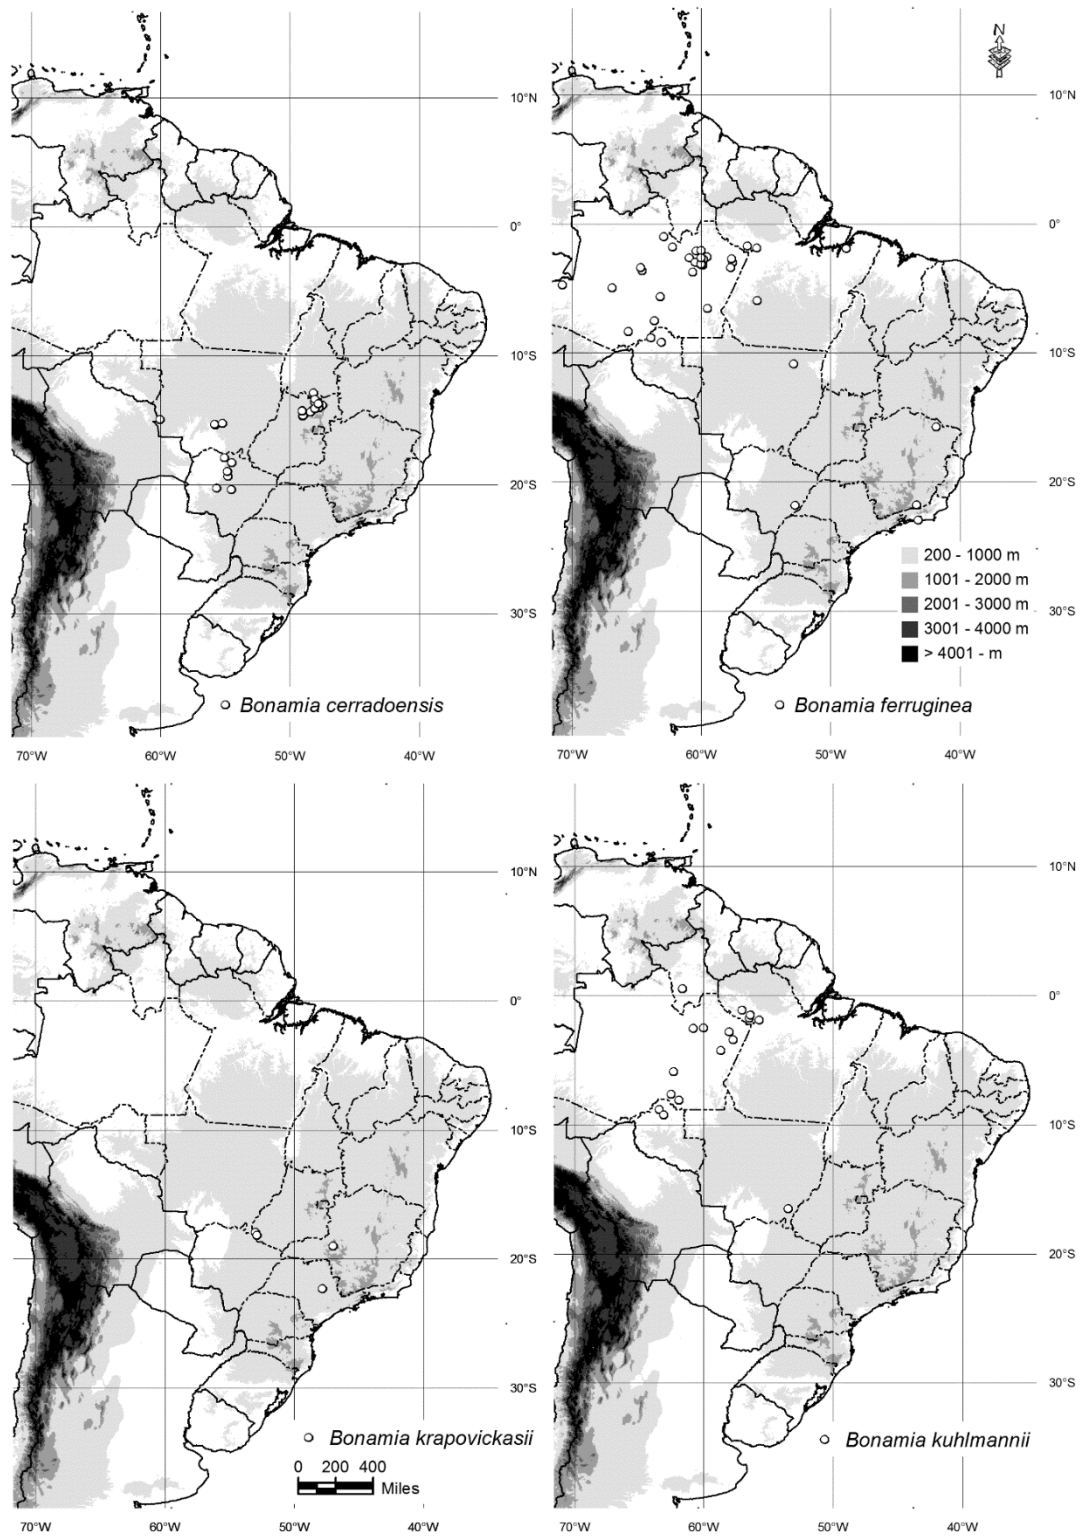 N
10°N
0°
10°S
20°S
30°S
Bonamia cerradoensis
70°W 60°W 50°W 40°W
10°N
0°
10°S
20°S
200 - 1000 m
1001 - 2000 m
2001 - 3000 m
30°S
3001 - 4000 m
> 4001 - m
Bonamia ferruginea
70°W 60°W 50°W 40°W
10°N
0°
10°S
20°S
30°S
Bonamia krapovickasii
0 200 400
Miles
70°W 60°W 50°W 40°W
10°N
0°
10°S
20°S
30°S
Bonamia kuhlmannii
70°W 60°W 50°W 40°W